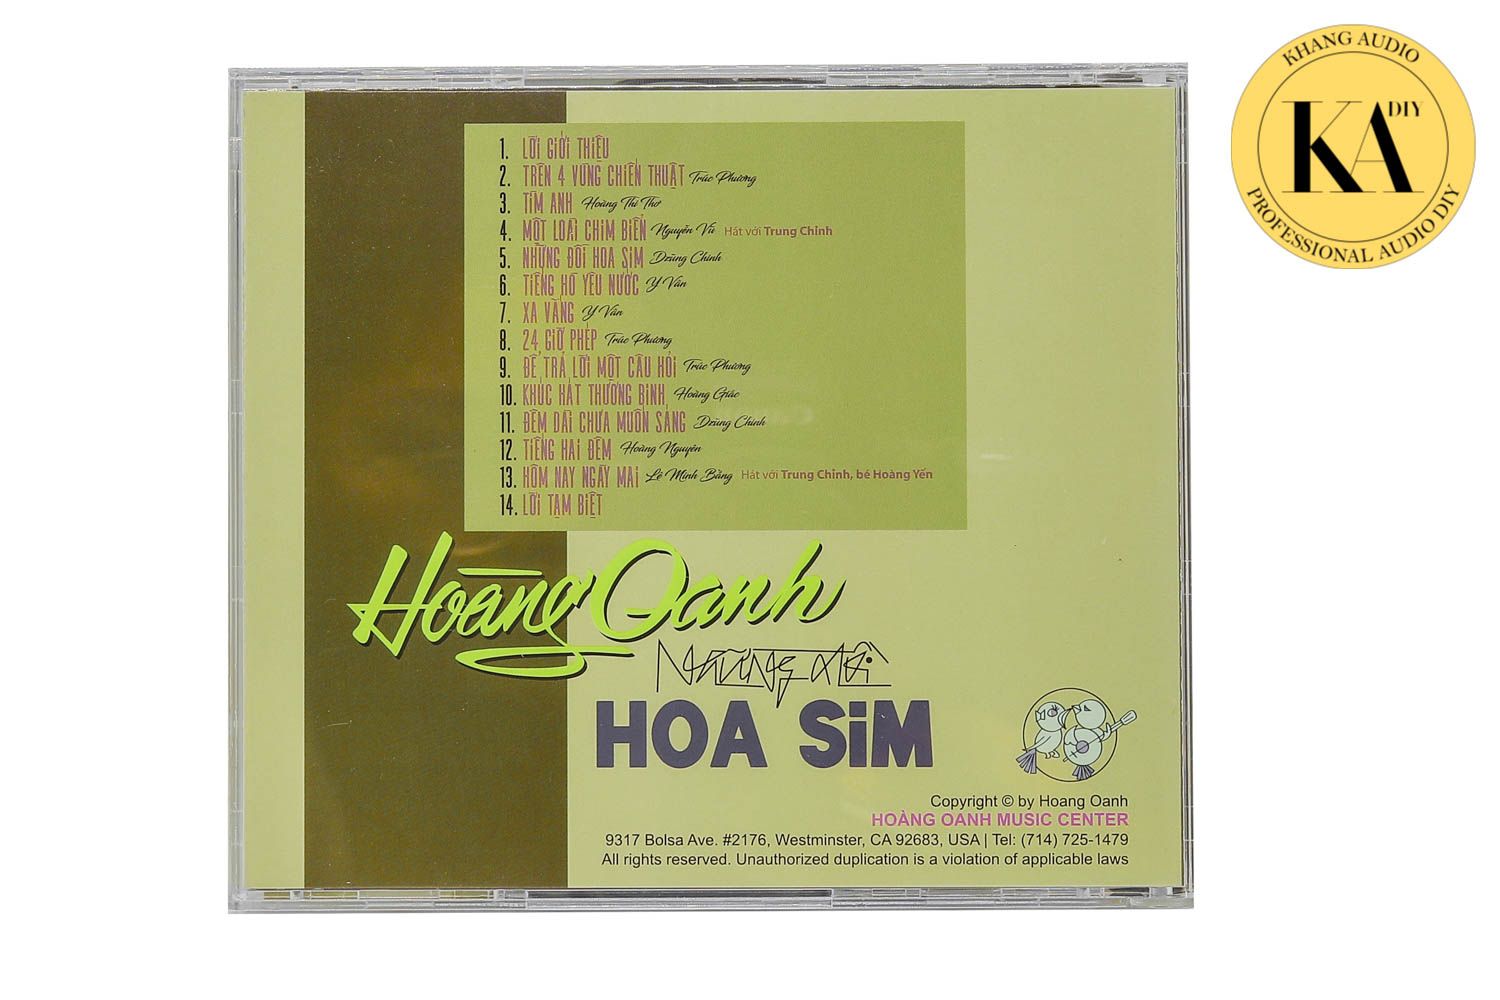 1. LỜI GIỚI THIỆU
2. TRÊN 4 VÙNG CHIẾN THUẬT Trúc Phương
3. TÌM ANH Hoàng Thi Thơ
4. MỘT LOÀI CHIM BIỂN Nguyễn Vũ Hát với Trung Chỉnh
5. NHỮNG ĐỒI HOA SIM Dzũng Chinh
6. TIẾNG HÒ YÊU NƯỚC Y Vân
7. XA VẮNG Y Vân
8. 24 GIỜ PHÉP Trúc Phương
9. ĐỂ TRẢ LỜI MỘT CÂU HỎI Trúc Phương
10. KHÚC HÁT THƯƠNG BINH Hoàng Giác
11. ĐÊM DÀI CHƯA MUỐN SÁNG Dzũng Chinh
12. TIẾNG HAI ĐÊM Hoàng Nguyên
13. HÔM NAY NGÀY MAI Lê Minh Bằng Hát với Trung Chỉnh, bé Hoàng Yến
14. LỜI TẠM BIỆT
Hoàng Oanh
NHỮNG ĐỒI
HOA SiM
Copyright © by Hoang Oanh
HOÀNG OANH MUSIC CENTER
9317 Bolsa Ave. #2176, Westminster, CA 92683, USA | Tel: (714) 725-1479
All rights reserved. Unauthorized duplication is a violation of applicable laws
KHANG AUDIO
KA DIY
PROFESSIONAL AUDIO DIY